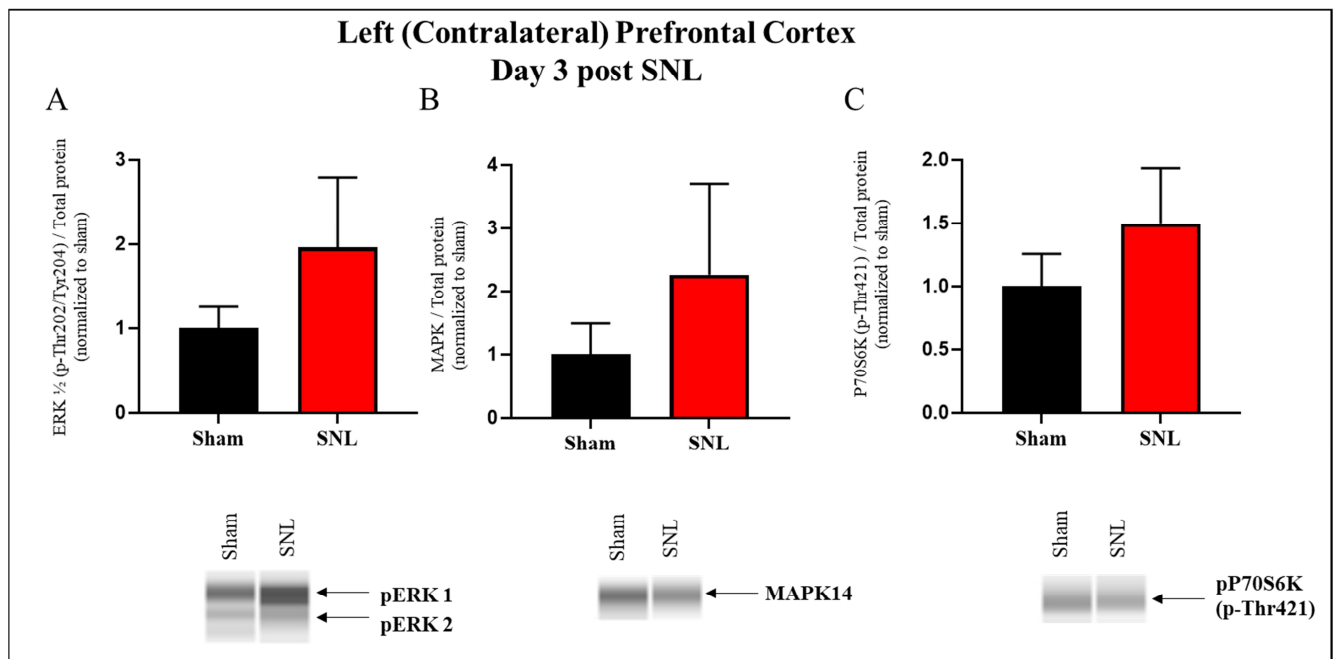 Left (Contralateral) Prefrontal Cortex
Day 3 post SNL
A
ERK ½ (p-Thr202/Tyr204) / Total protein
(normalized to sham)
3
2
1
0
Sham
SNL
B
MAPK / Total protein
(normalized to sham)
4
3
2
1
0
Sham
SNL
C
P70S6K (p-Thr421) / Total protein
(normalized to sham)
2.0
1.5
1.0
0.5
0.0
Sham
SNL
Sham
SNL
pERK 1
pERK 2
Sham
SNL
MAPK14
Sham
SNL
pP70S6K
(p-Thr421)